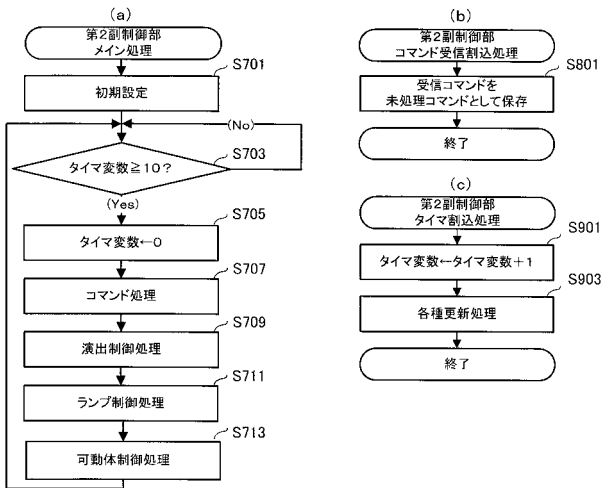 (a)
第2副制御部
メイン処理
S701
初期設定
(No)
S703
タイマ変数≧10?
(Yes)
S705
タイマ変数←0
S707
コマンド処理
S709
演出制御処理
S711
ランプ制御処理
S713
可動体制御処理
(b)
第2副制御部
コマンド受信割込処理
S801
受信コマンドを
未処理コマンドとして保存
終了
(c)
第2副制御部
タイマ割込処理
S901
タイマ変数←タイマ変数+1
S903
各種更新処理
終了